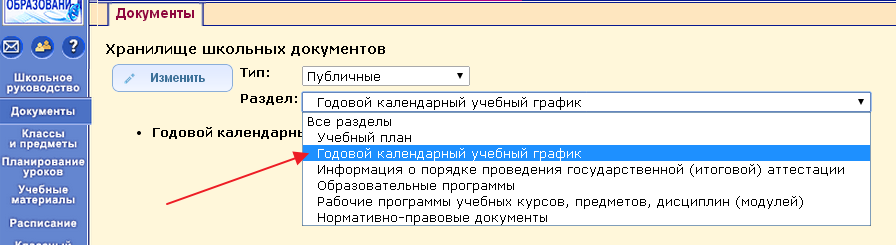 ОБРАЗОВАНИ
?
Школьное
руководство
Документы
Классы
и предметы
Планирование
уроков
Учебные
материалы
Расписание
Документы
Хранилище школьных документов
Изменить
Тип:
Публичные
Раздел:
Годовой календарный учебный график
Годовой календарны
Все разделы
Учебный план
Годовой календарный учебный график
Информация о порядке проведения государственной (итоговой) аттестации
Образовательные программы
Рабочие программы учебных курсов, предметов, дисциплин (модулей)
Нормативно-правовые документы